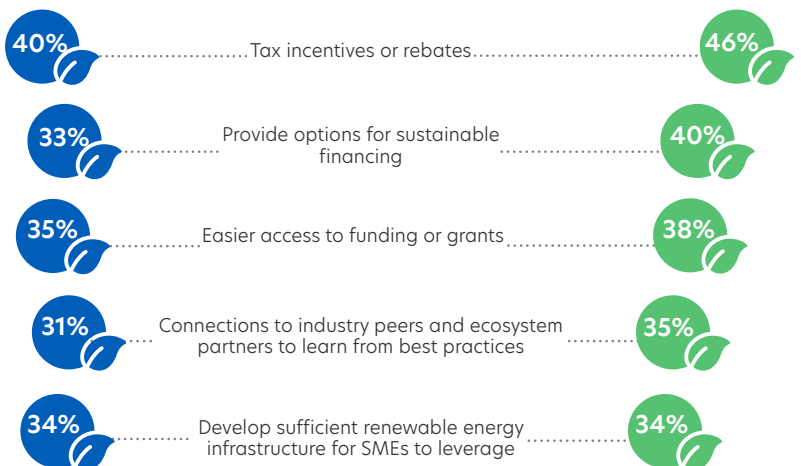 40% Tax incentives or rebates 46%
33% Provide options for sustainable 40%
financing
35% Easier access to funding or grants 38%
31% Connections to industry peers and ecosystem 35%
partners to learn from best practices
34% Develop sufficient renewable energy 34%
infrastructure for SMEs to leverage